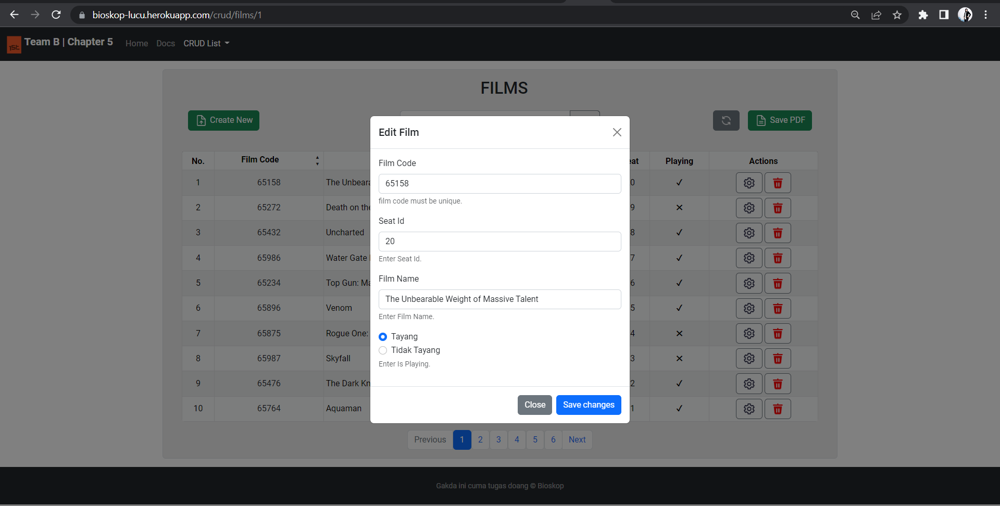 bioskop-lucu.herokuapp.com/crud/films/1
1St Team B | Chapter 5 Home Docs CRUD List
FILMS
Create New
Save PDF
Edit Film
Film Code
65158
film code must be unique.
Seat Id
20
Enter Seat Id.
Film Name
The Unbearable Weight of Massive Talent
Enter Film Name.
Tayang
Tidak Tayang
Enter Is Playing.
Close Save changes
No. Film Code eat Playing Actions
1 65158 The Unbear 0 ✓
2 65272 Death on the 9 ✕
3 65432 Uncharted 8 ✓
4 65986 Water Gate 7 ✓
5 65234 Top Gun: Ma 6 ✓
6 65896 Venom 5 ✓
7 65875 Rogue One: 4 ✕
8 65987 Skyfall 3 ✕
9 65476 The Dark Kn 2 ✓
10 65764 Aquaman 1 ✓
Previous 1 2 3 4 5 6 Next
Gakda ini cuma tugas doang © Bioskop